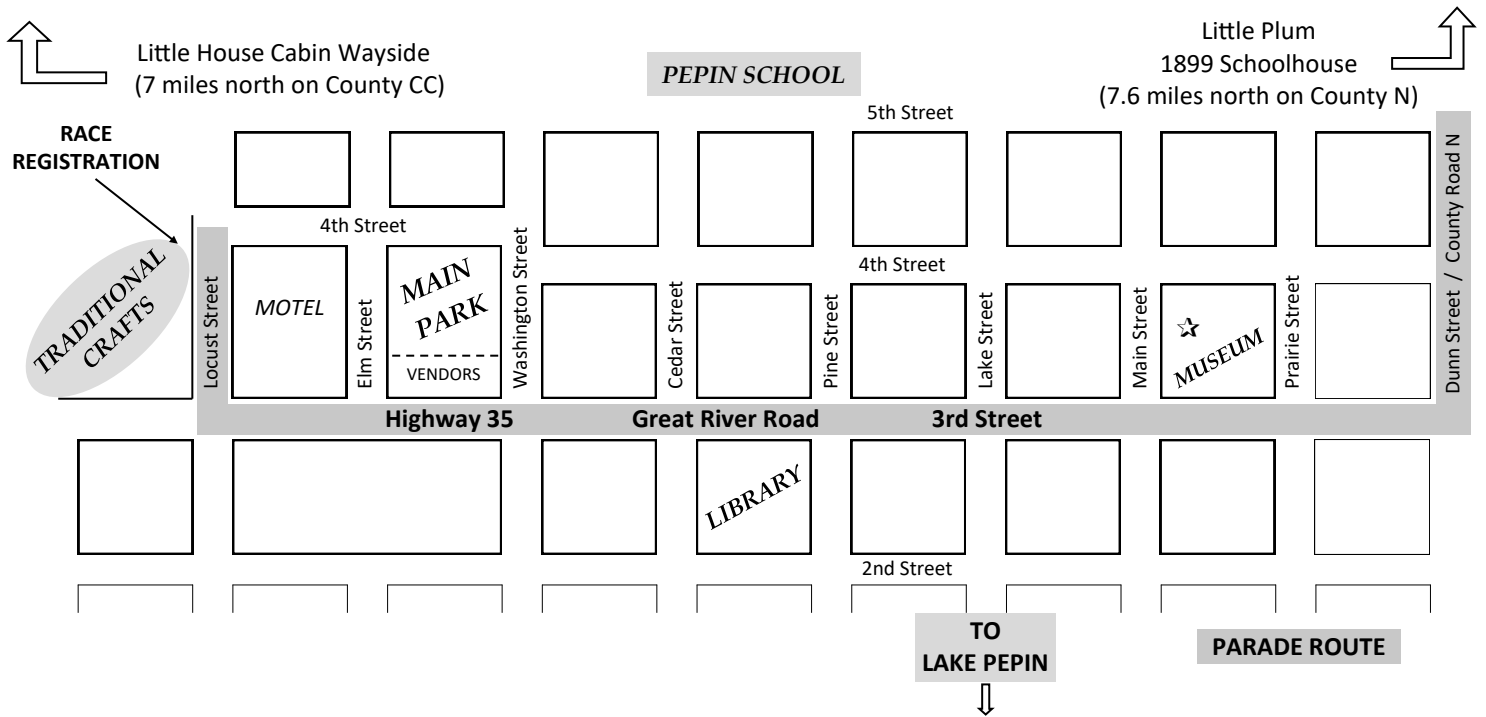 Little House Cabin Wayside
(7 miles north on County CC)
PEPIN SCHOOL
Little Plum
1899 Schoolhouse
(7.6 miles north on County N)
5th Street
RACE
REGISTRATION
4th Street
4th Street
TRADITIONAL
CRAFTS
Locust Street
MOTEL
Elm Street
MAIN
PARK
VENDORS
Washington Street
Cedar Street
Pine Street
Lake Street
Main Street
MUSEUM
Prairie Street
Dunn Street / County Road N
Highway 35 Great River Road 3rd Street
LIBRARY
2nd Street
TO
LAKE PEPIN
PARADE ROUTE